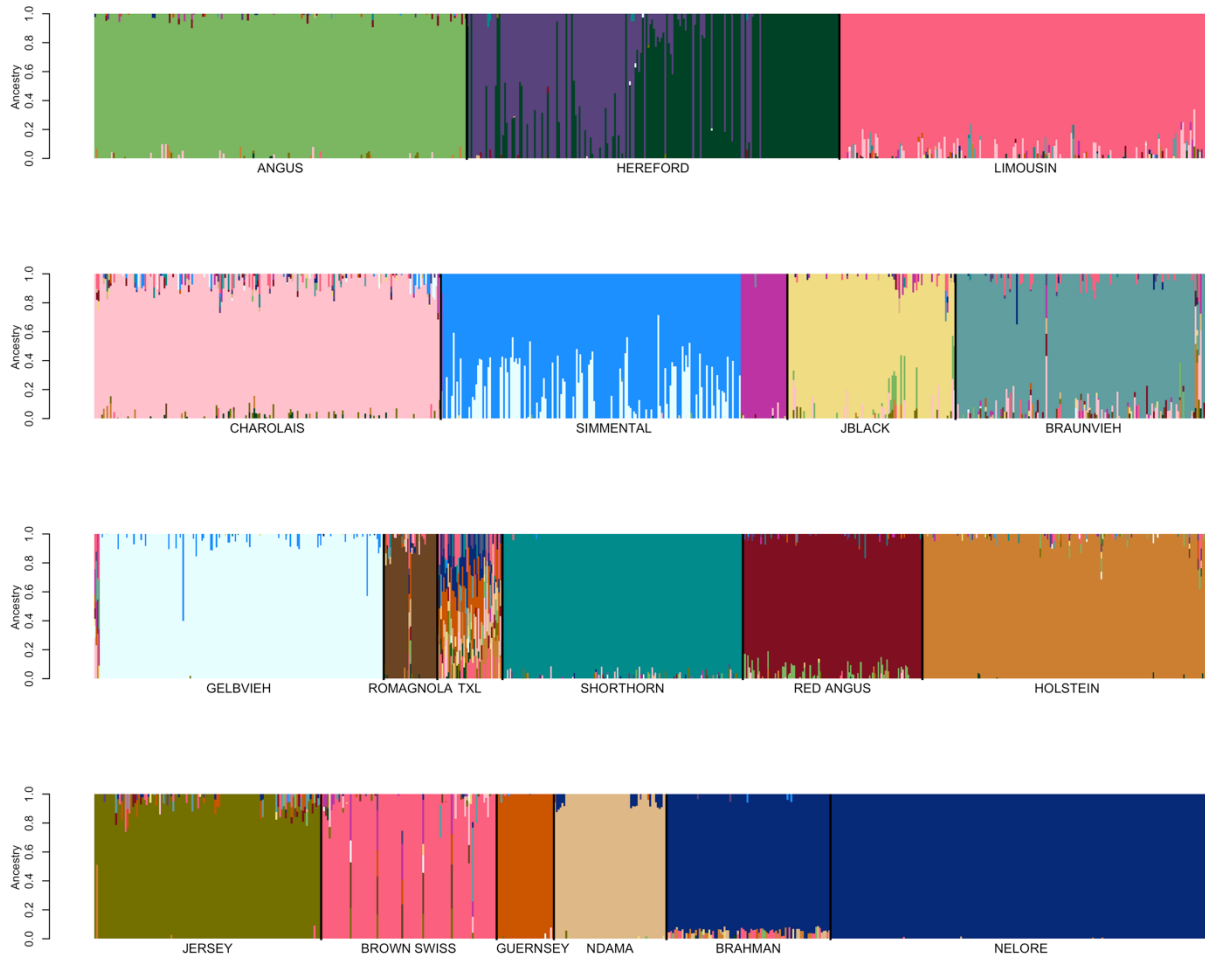 Ancestry
0.0 0.2 0.4 0.6 0.8 1.0
ANGUS HEREFORD LIMOUSIN
Ancestry
0.0 0.2 0.4 0.6 0.8 1.0
CHAROLAIS SIMMENTAL JBLACK BRAUNVIEH
Ancestry
0.0 0.2 0.4 0.6 0.8 1.0
GELBVIEH ROMAGNOLA TXL SHORTHORN RED ANGUS HOLSTEIN
Ancestry
0.0 0.2 0.4 0.6 0.8 1.0
JERSEY BROWN SWISS GUERNSEY NDAMA BRAHMAN NELORE